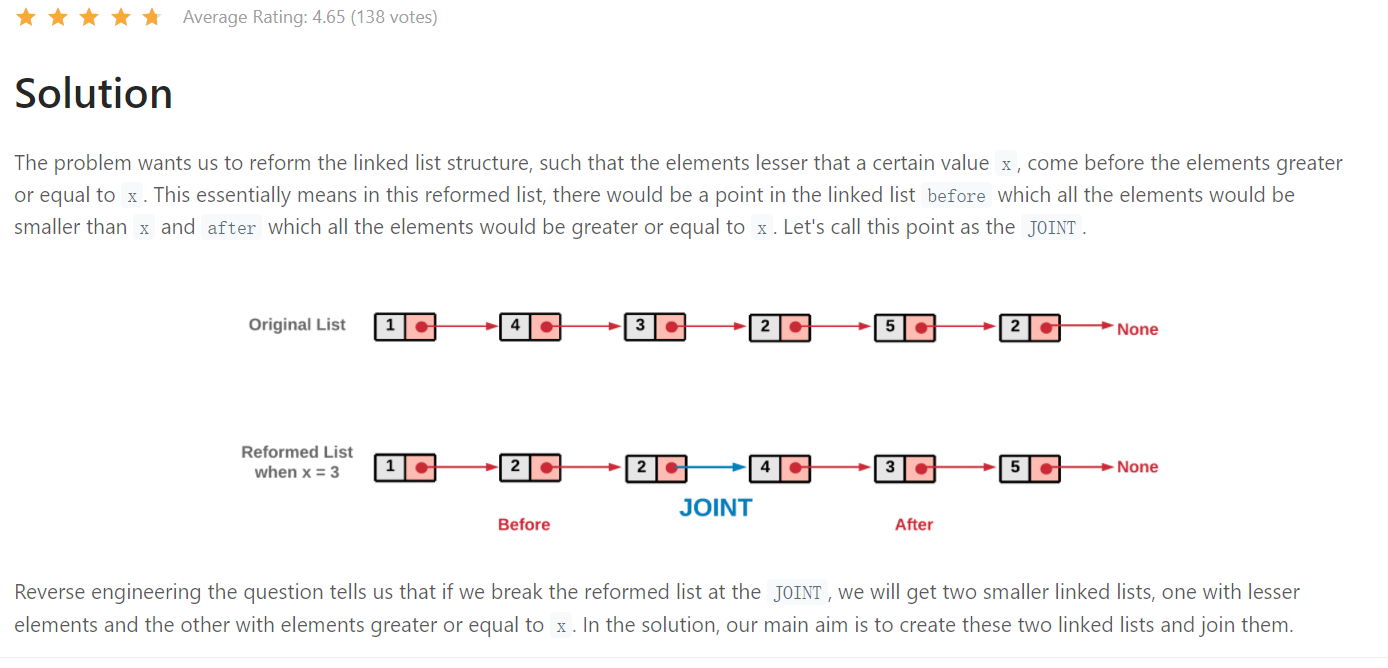 Average Rating: 4.65 (138 votes)
Solution
The problem wants us to reform the linked list structure, such that the elements lesser that a certain value x, come before the elements greater
or equal to x. This essentially means in this reformed list, there would be a point in the linked list before which all the elements would be
smaller than x and after which all the elements would be greater or equal to x. Let's call this point as the JOINT.
Original List 1 4 3 2 5 2 None
Reformed List
when x = 3 1 2 2 4 3 5 None
JOINT
Before After
Reverse engineering the question tells us that if we break the reformed list at the JOINT, we will get two smaller linked lists, one with lesser
elements and the other with elements greater or equal to x. In the solution, our main aim is to create these two linked lists and join them.